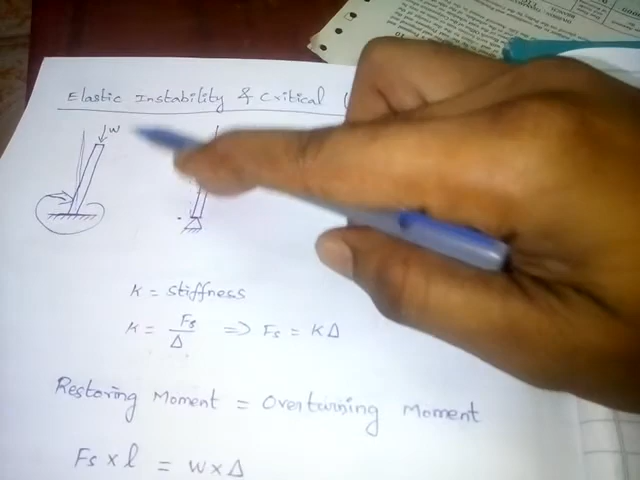 Elastic Instability & Critical
W
K = Stiffness
K = Fs / Δ => Fs = KΔ
Restoring Moment = Overturning Moment
Fs x l = W x Δ